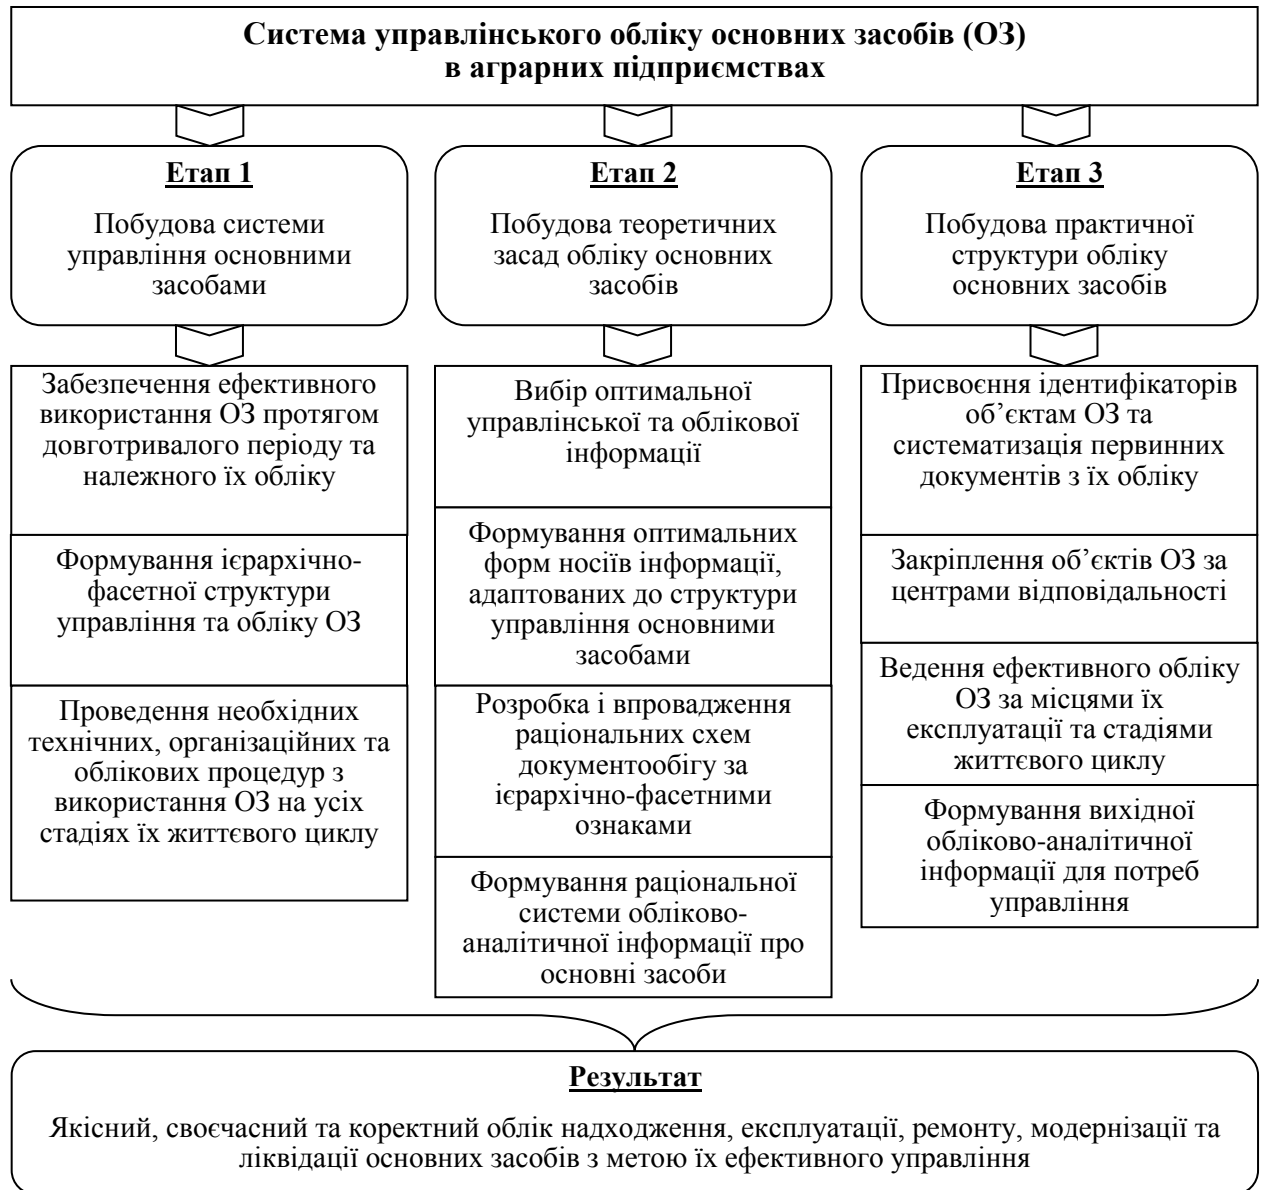 Система управлінського обліку основних засобів (ОЗ)
в аграрних підприємствах
Етап 1
Побудова системи
управління основними
засобами
Етап 2
Побудова теоретичних
засад обліку основних
засобів
Етап 3
Побудова практичної
структури обліку
основних засобів
Забезпечення ефективного
використання ОЗ протягом
довготривалого періоду та
належного їх обліку
Формування ієрархічно-
фасетної структури
управління та обліку ОЗ
Проведення необхідних
технічних, організаційних та
облікових процедур з
використання ОЗ на усіх
стадіях їх життєвого циклу
Вибір оптимальної
управлінської та облікової
інформації
Формування оптимальних
форм носіїв інформації,
адаптованих до структури
управління основними
засобами
Розробка і впровадження
раціональних схем
документообігу за
ієрархічно-фасетними
ознаками
Формування раціональної
системи обліково-
аналітичної інформації про
основні засоби
Присвоєння ідентифікаторів
об’єктам ОЗ та
систематизація первинних
документів з їх обліку
Закріплення об’єктів ОЗ за
центрами відповідальності
Ведення ефективного обліку
ОЗ за місцями їх
експлуатації та стадіями
життєвого циклу
Формування вихідної
обліково-аналітичної
інформації для потреб
управління
Результат
Якісний, своєчасний та коректний облік надходження, експлуатації, ремонту, модернізації та
ліквідації основних засобів з метою їх ефективного управління